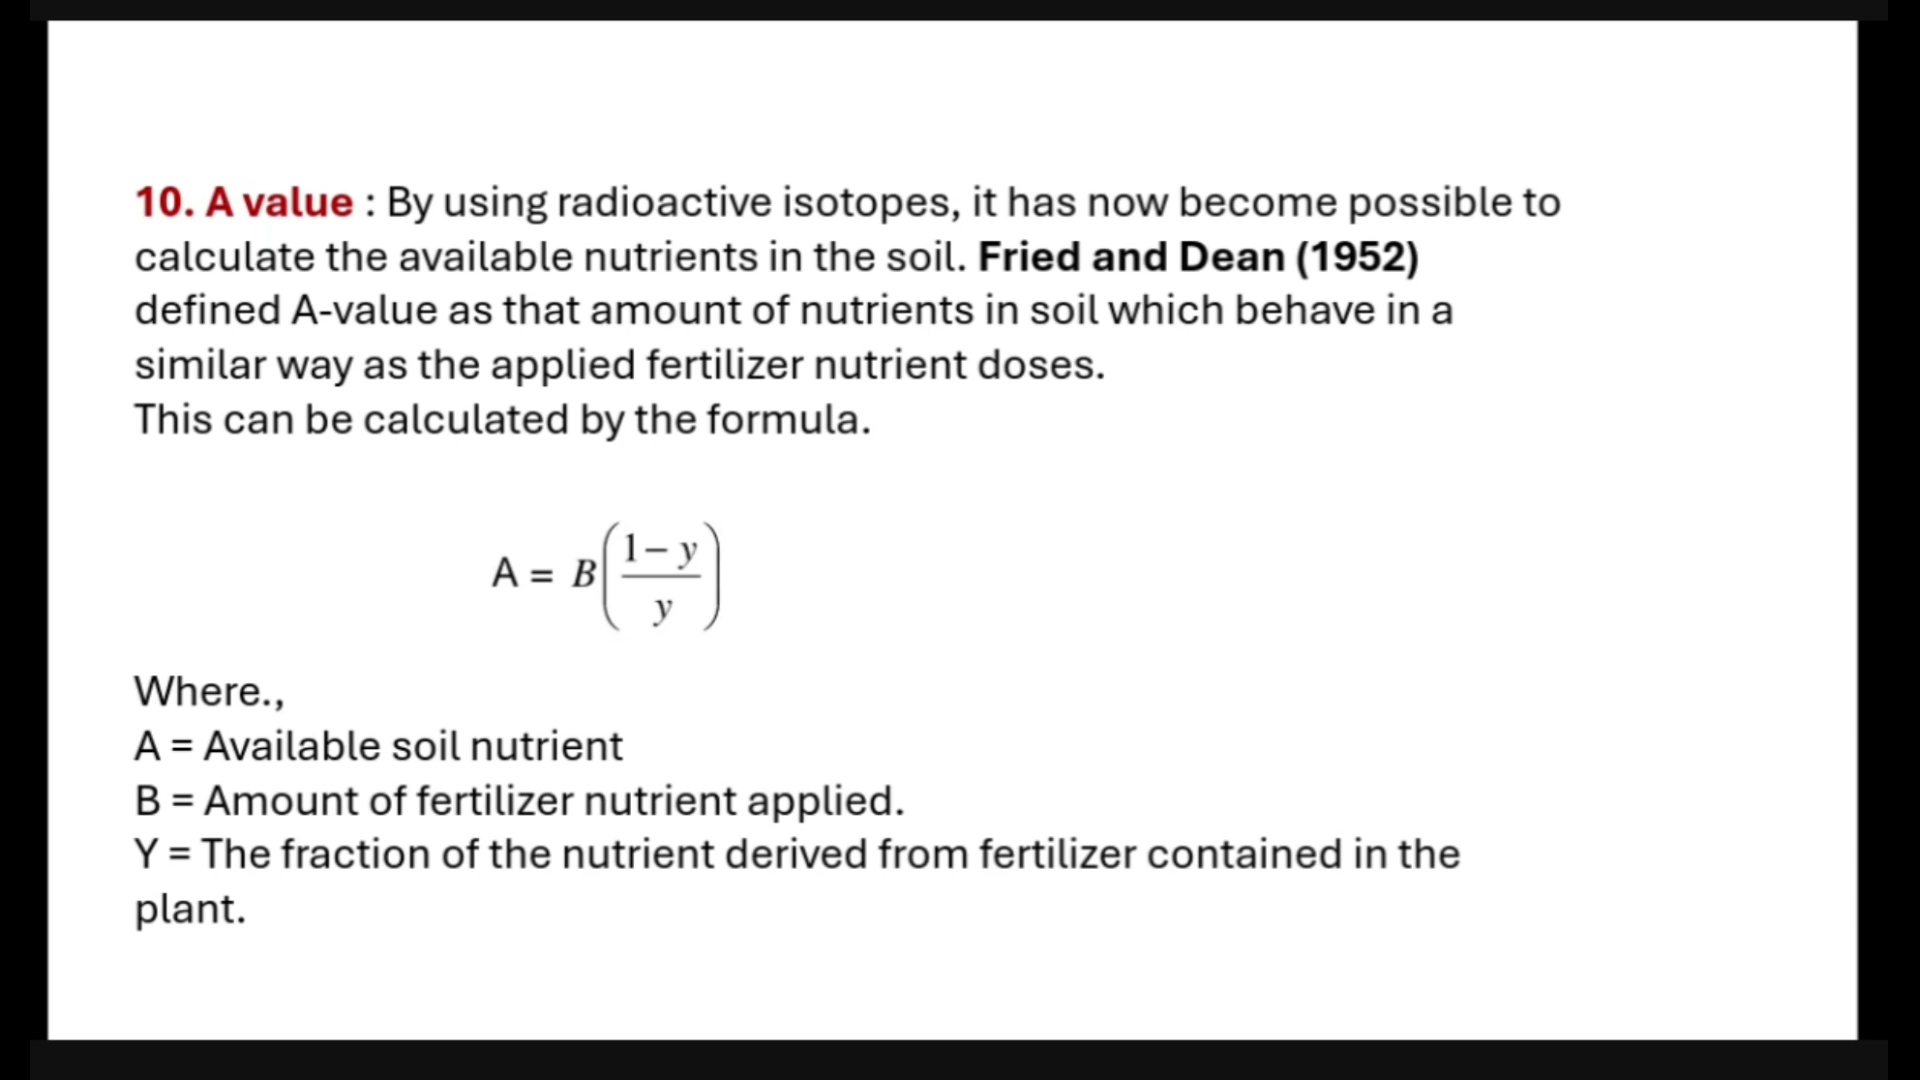 10. A value : By using radioactive isotopes, it has now become possible to
calculate the available nutrients in the soil. Fried and Dean (1952)
defined A-value as that amount of nutrients in soil which behave in a
similar way as the applied fertilizer nutrient doses.
This can be calculated by the formula.
A = B(1 – y / y)
Where.,
A = Available soil nutrient
B = Amount of fertilizer nutrient applied.
Y = The fraction of the nutrient derived from fertilizer contained in the
plant.